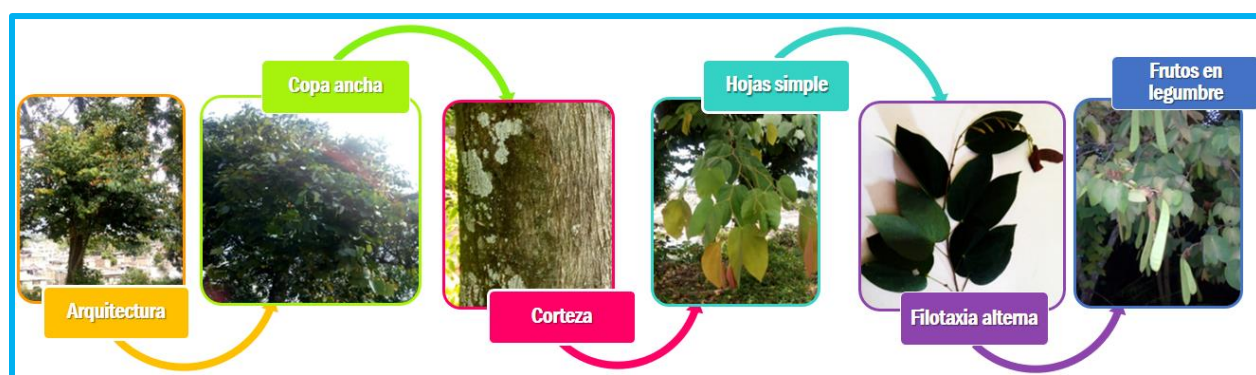 Arquitectura
Copa ancha
Corteza
Hojas simple
Filotaxia alterna
Frutos en
legumbre